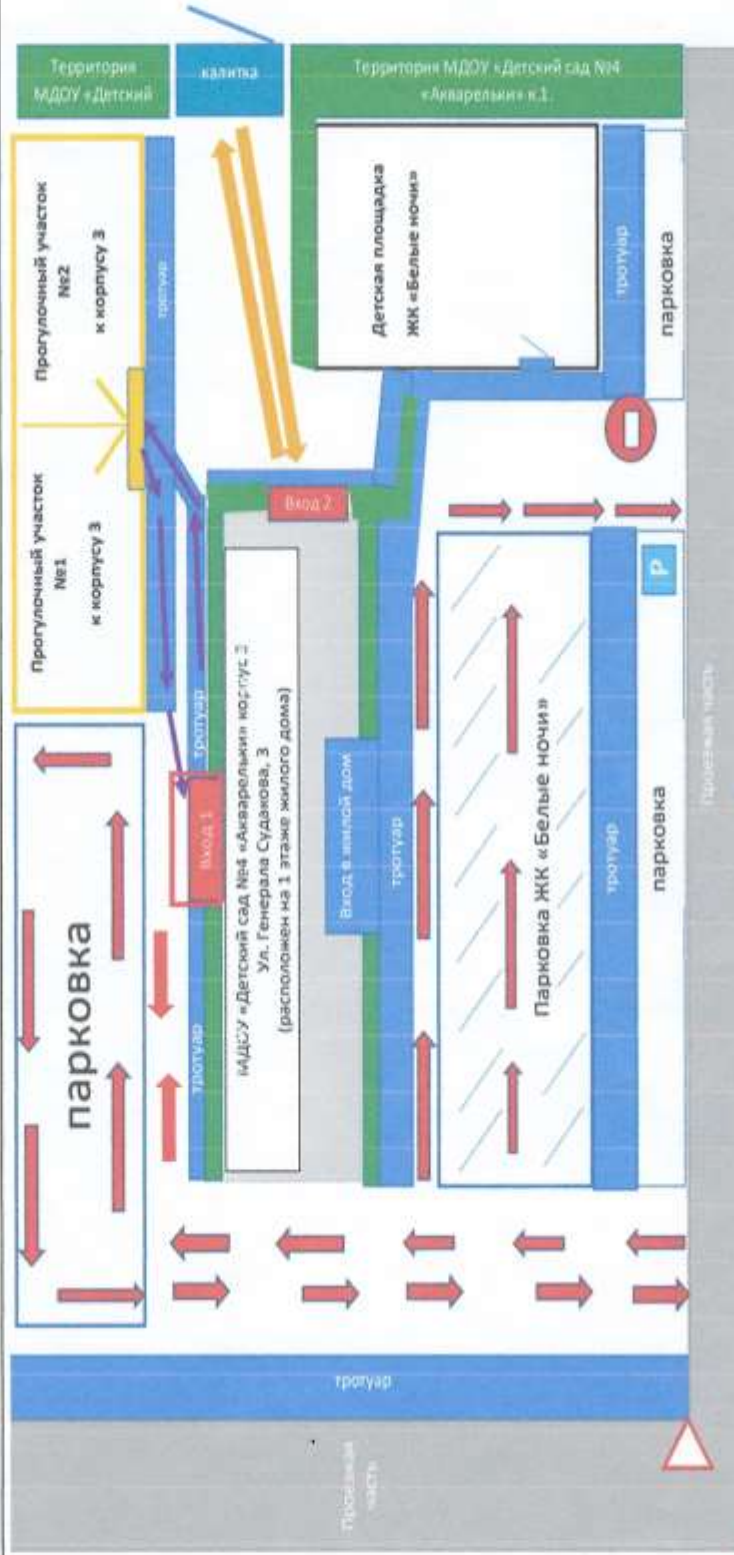 Территория
МДОУ «Детский
калитка
Территория МДОУ «Детский сад №4
«Акварельки» к.1.
Прогулочный участок
№2
к корпусу 3
Прогулочный участок
№1
к корпусу 3
тротуар
Детская площадка
ЖК «Белые ночи»
тротуар
парковка
Вход 2
P
парковка
Вход 1
тротуар
тротуар
МДОУ «Детский сад №4 «Акварельки» корпус 3
Ул. Генерала Судакова, 3
(расположен на 1 этаже жилого дома)
Вход в жилой дом
тротуар
Парковка ЖК «Белые ночи»
тротуар
парковка
Проезжая часть
тротуар
Проезжая
часть